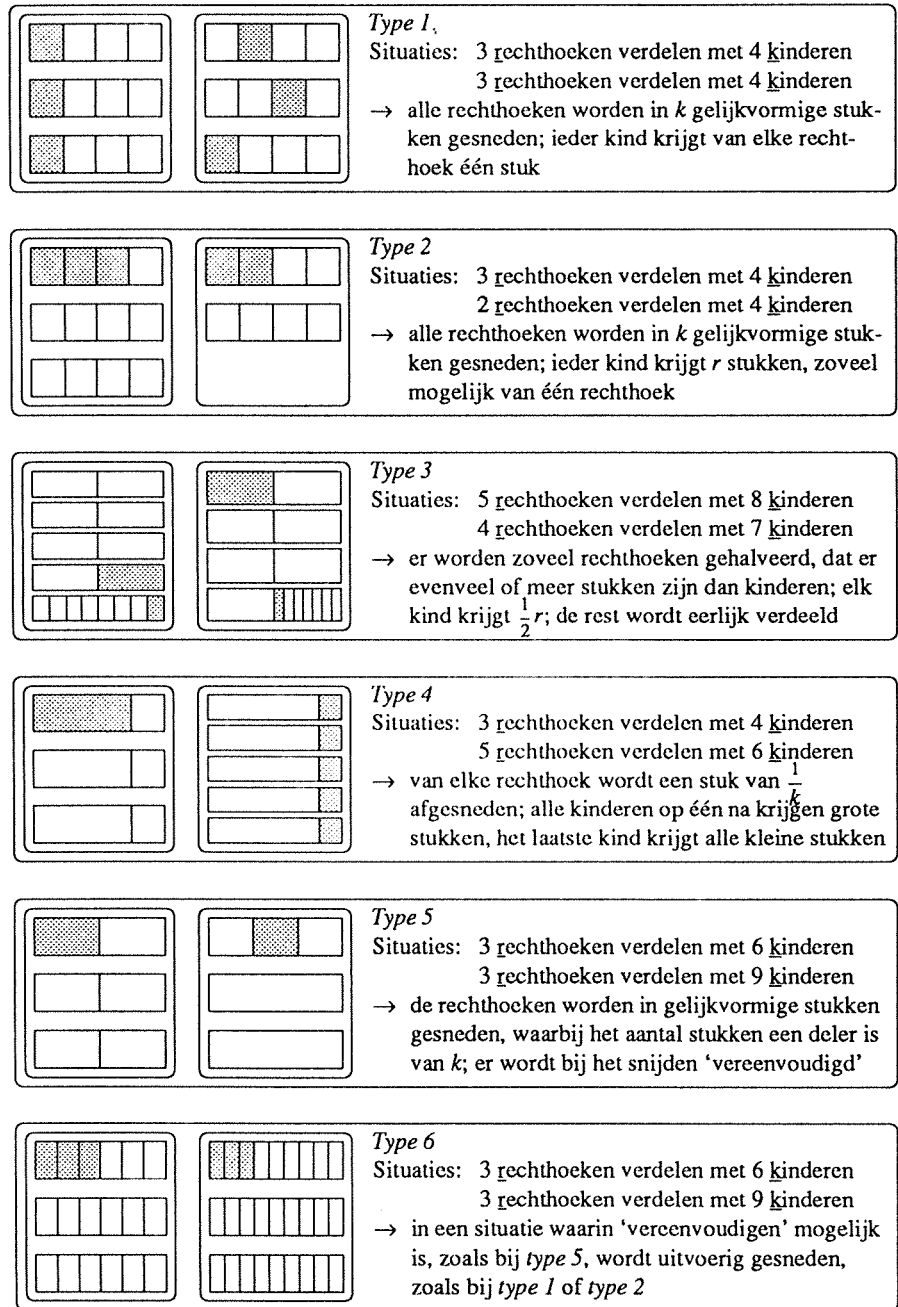 Type 1.
Situaties: 3 rechthoeken verdelen met 4 kinderen
3 rechthoeken verdelen met 4 kinderen
→ alle rechthoeken worden in k gelijkvormige stuk-
ken gesneden; ieder kind krijgt van elke recht-
hoek één stuk
Type 2
Situaties: 3 rechthoeken verdelen met 4 kinderen
2 rechthoeken verdelen met 4 kinderen
→ alle rechthoeken worden in k gelijkvormige stuk-
ken gesneden; ieder kind krijgt r stukken, zoveel
mogelijk van één rechthoek
Type 3
Situaties: 5 rechthoeken verdelen met 8 kinderen
4 rechthoeken verdelen met 7 kinderen
→ er worden zoveel rechthoeken gehalveerd, dat er
evenveel of meer stukken zijn dan kinderen; elk
kind krijgt 1/2 r; de rest wordt eerlijk verdeeld
Type 4
Situaties: 3 rechthoeken verdelen met 4 kinderen
5 rechthoeken verdelen met 6 kinderen
→ van elke rechthoek wordt een stuk van 1/k
afgesneden; alle kinderen op één na krijgen grote
stukken, het laatste kind krijgt alle kleine stukken
Type 5
Situaties: 3 rechthoeken verdelen met 6 kinderen
3 rechthoeken verdelen met 9 kinderen
→ de rechthoeken worden in gelijkvormige stukken
gesneden, waarbij het aantal stukken een deler is
van k; er wordt bij het snijden ‘vereenvoudigd’
Type 6
Situaties: 3 rechthoeken verdelen met 6 kinderen
3 rechthoeken verdelen met 9 kinderen
→ in een situatie waarin ‘vereenvoudigen’ mogelijk
is, zoals bij type 5, wordt uitvoerig gesneden,
zoals bij type 1 of type 2